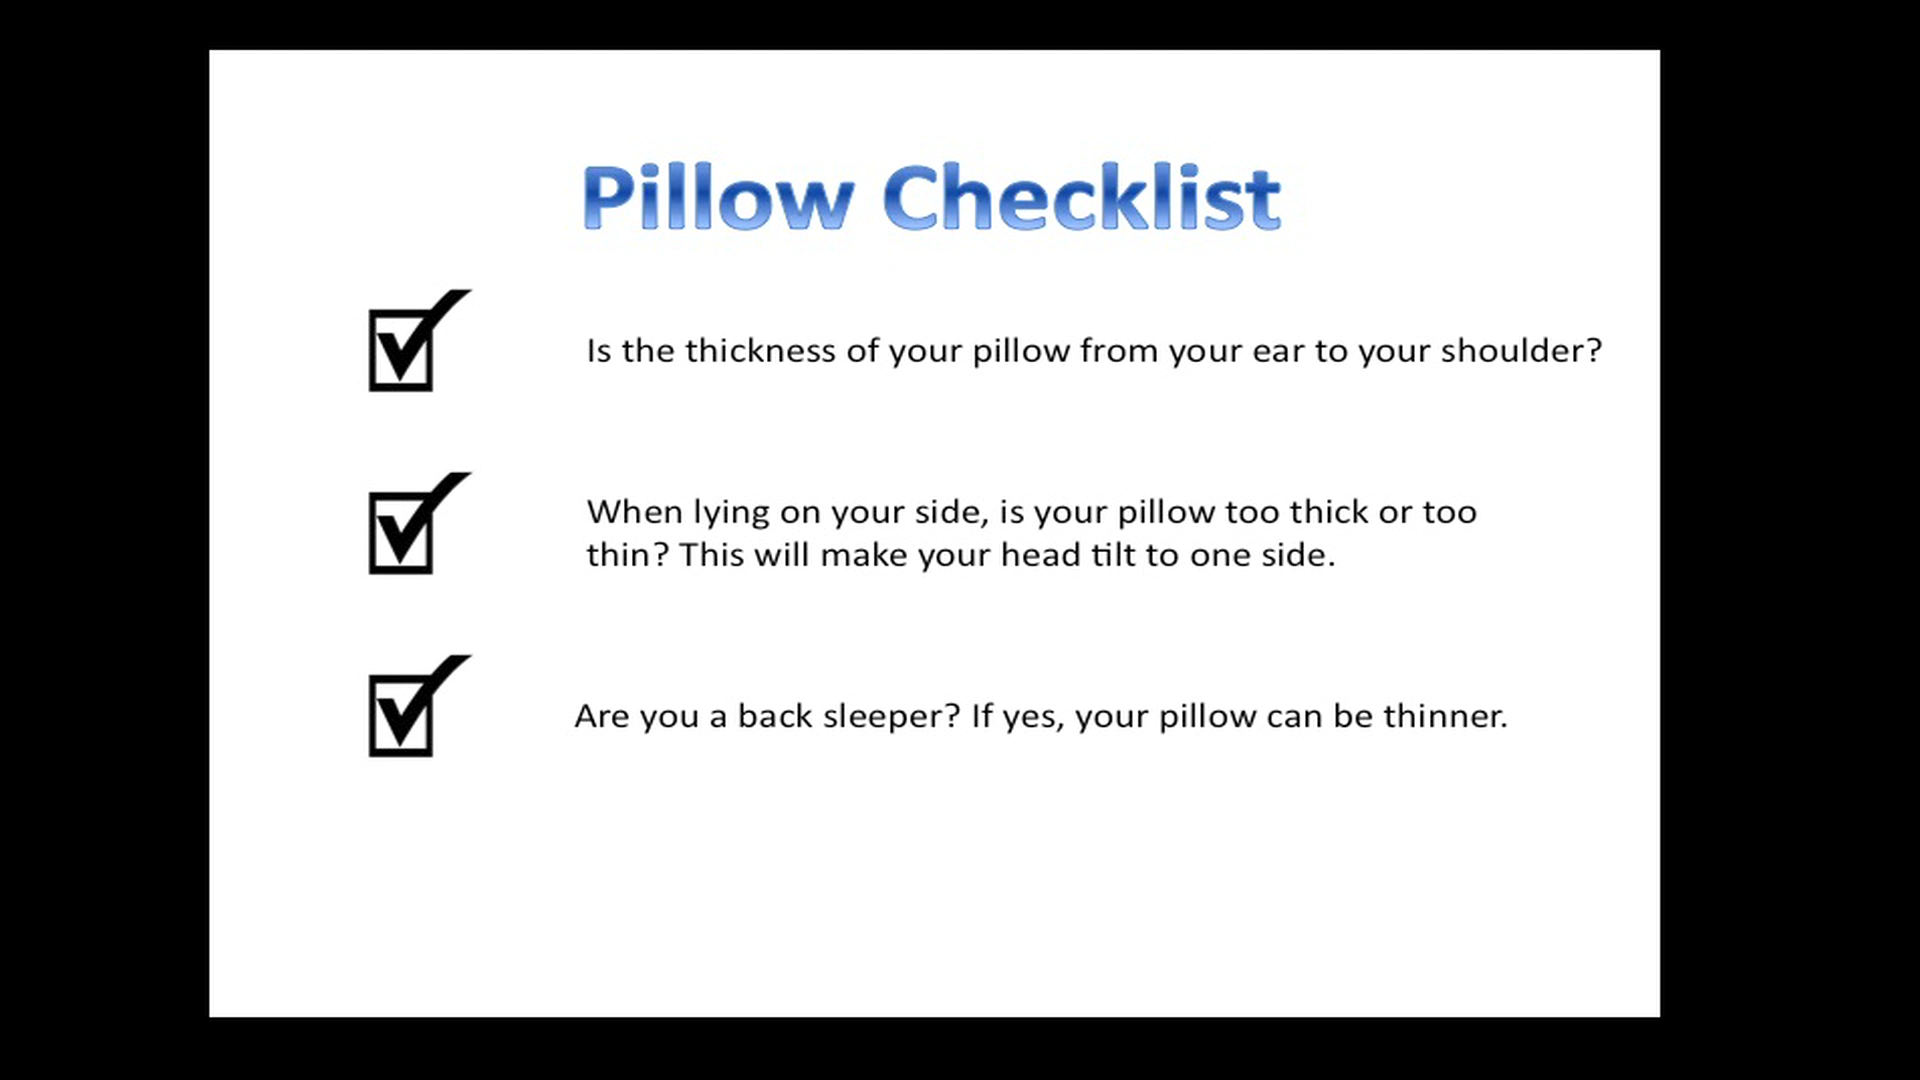 Pillow Checklist
Is the thickness of your pillow from your ear to your shoulder?
When lying on your side, is your pillow too thick or too
thin? This will make your head tilt to one side.
Are you a back sleeper? If yes, your pillow can be thinner.